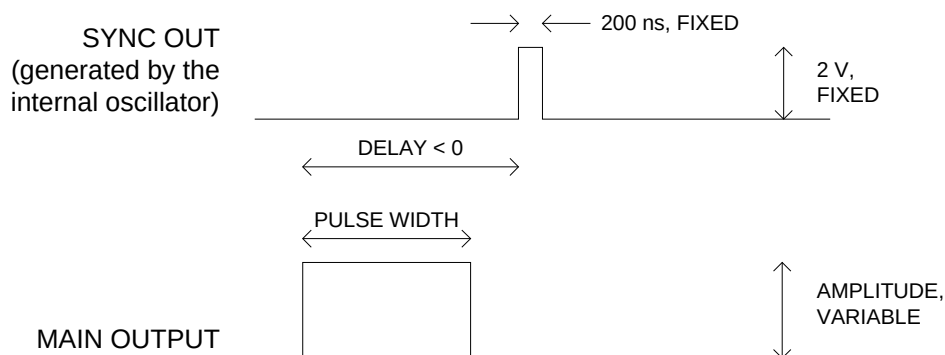 200 ns, FIXED
SYNC OUT
(generated by the
internal oscillator)
2 V,
FIXED
DELAY < 0
PULSE WIDTH
AMPLITUDE,
VARIABLE
MAIN OUTPUT